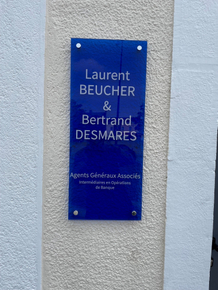 Laurent
BEUCHER
&
Bertrand
DESMARES
Agents Généraux Associés
Intermédiaires en Opérations
de Banque